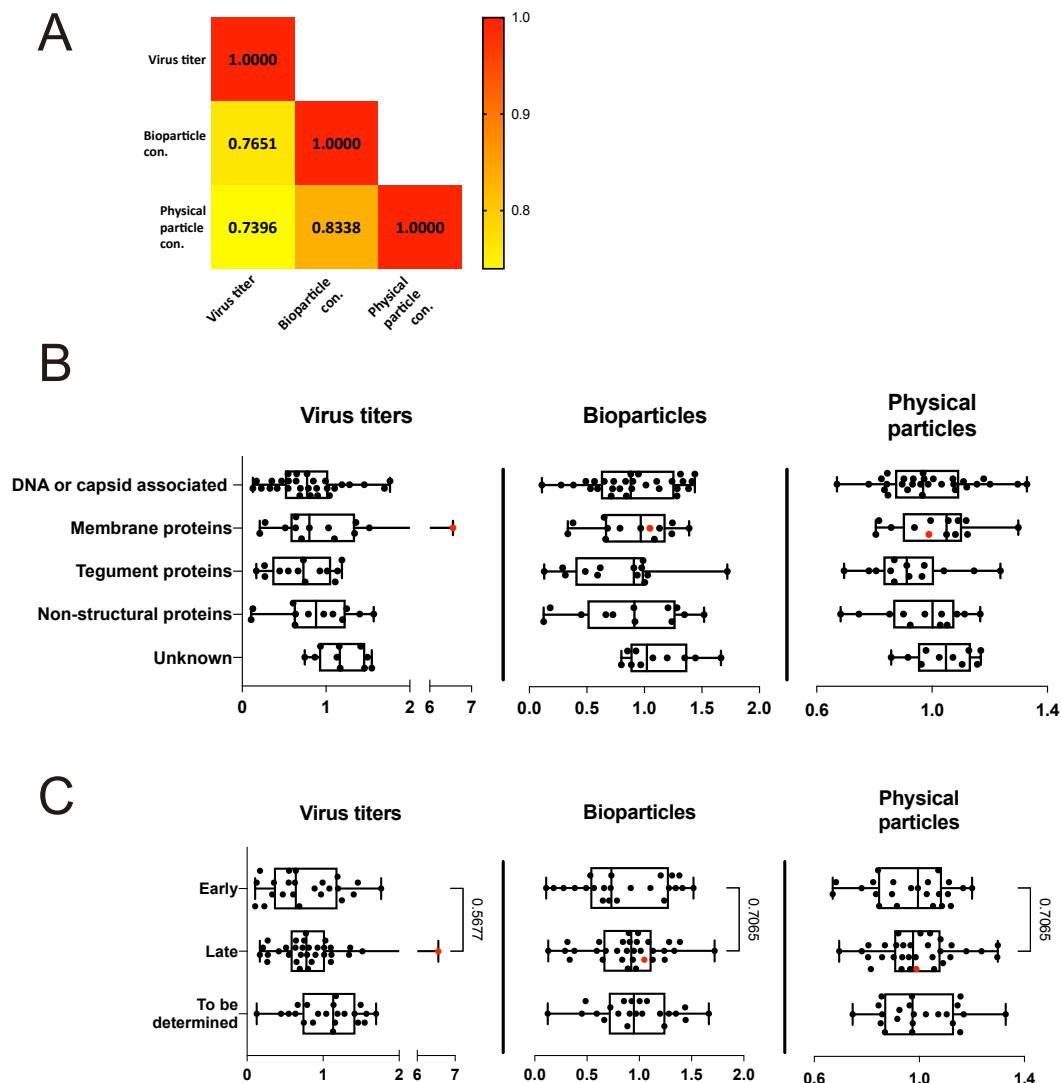 A
Virus titer
1.0000
1.0
Bioparticle
con.
0.7651
1.0000
0.9
Physical
particle
con.
0.7396
0.8338
1.0000
0.8
Virus titer
Bioparticle
con.
Physical
particle con.
B
Virus titers
Bioparticles
Physical
particles
DNA or capsid associated
Membrane proteins
Tegument proteins
Non-structural proteins
Unknown
0 1 2 6 7
0.0 0.5 1.0 1.5 2.0
0.6 1.0 1.4
C
Virus titers
Bioparticles
Physical
particles
Early
Late
To be
determined
0.5677
0.7065
0.7065
0 1 2 6 7
0.0 0.5 1.0 1.5 2.0
0.6 1.0 1.4